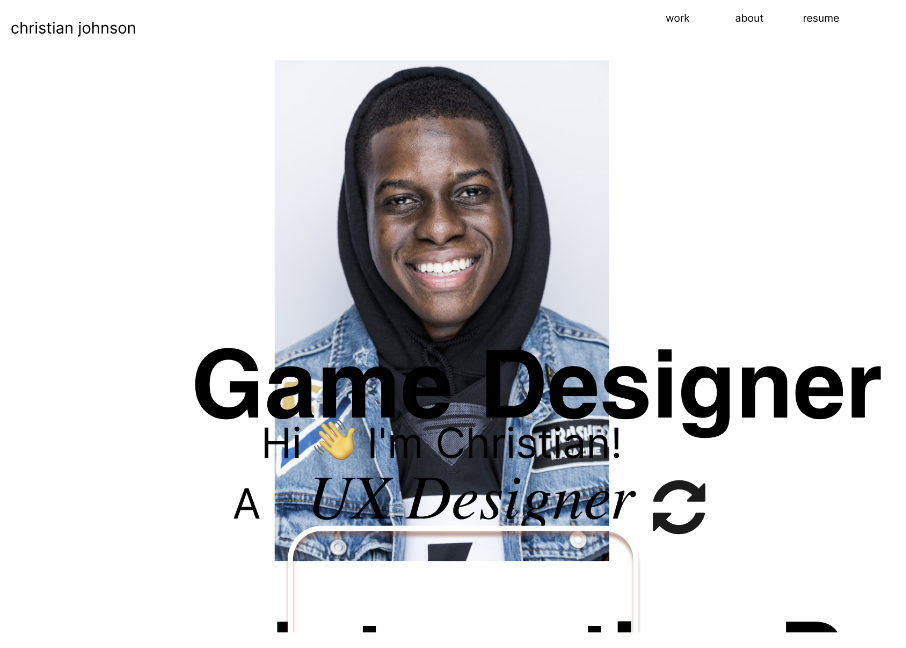 christian johnson
work about resume
Game Designer
Hi 👋 I'm Christian!
A UX Designer